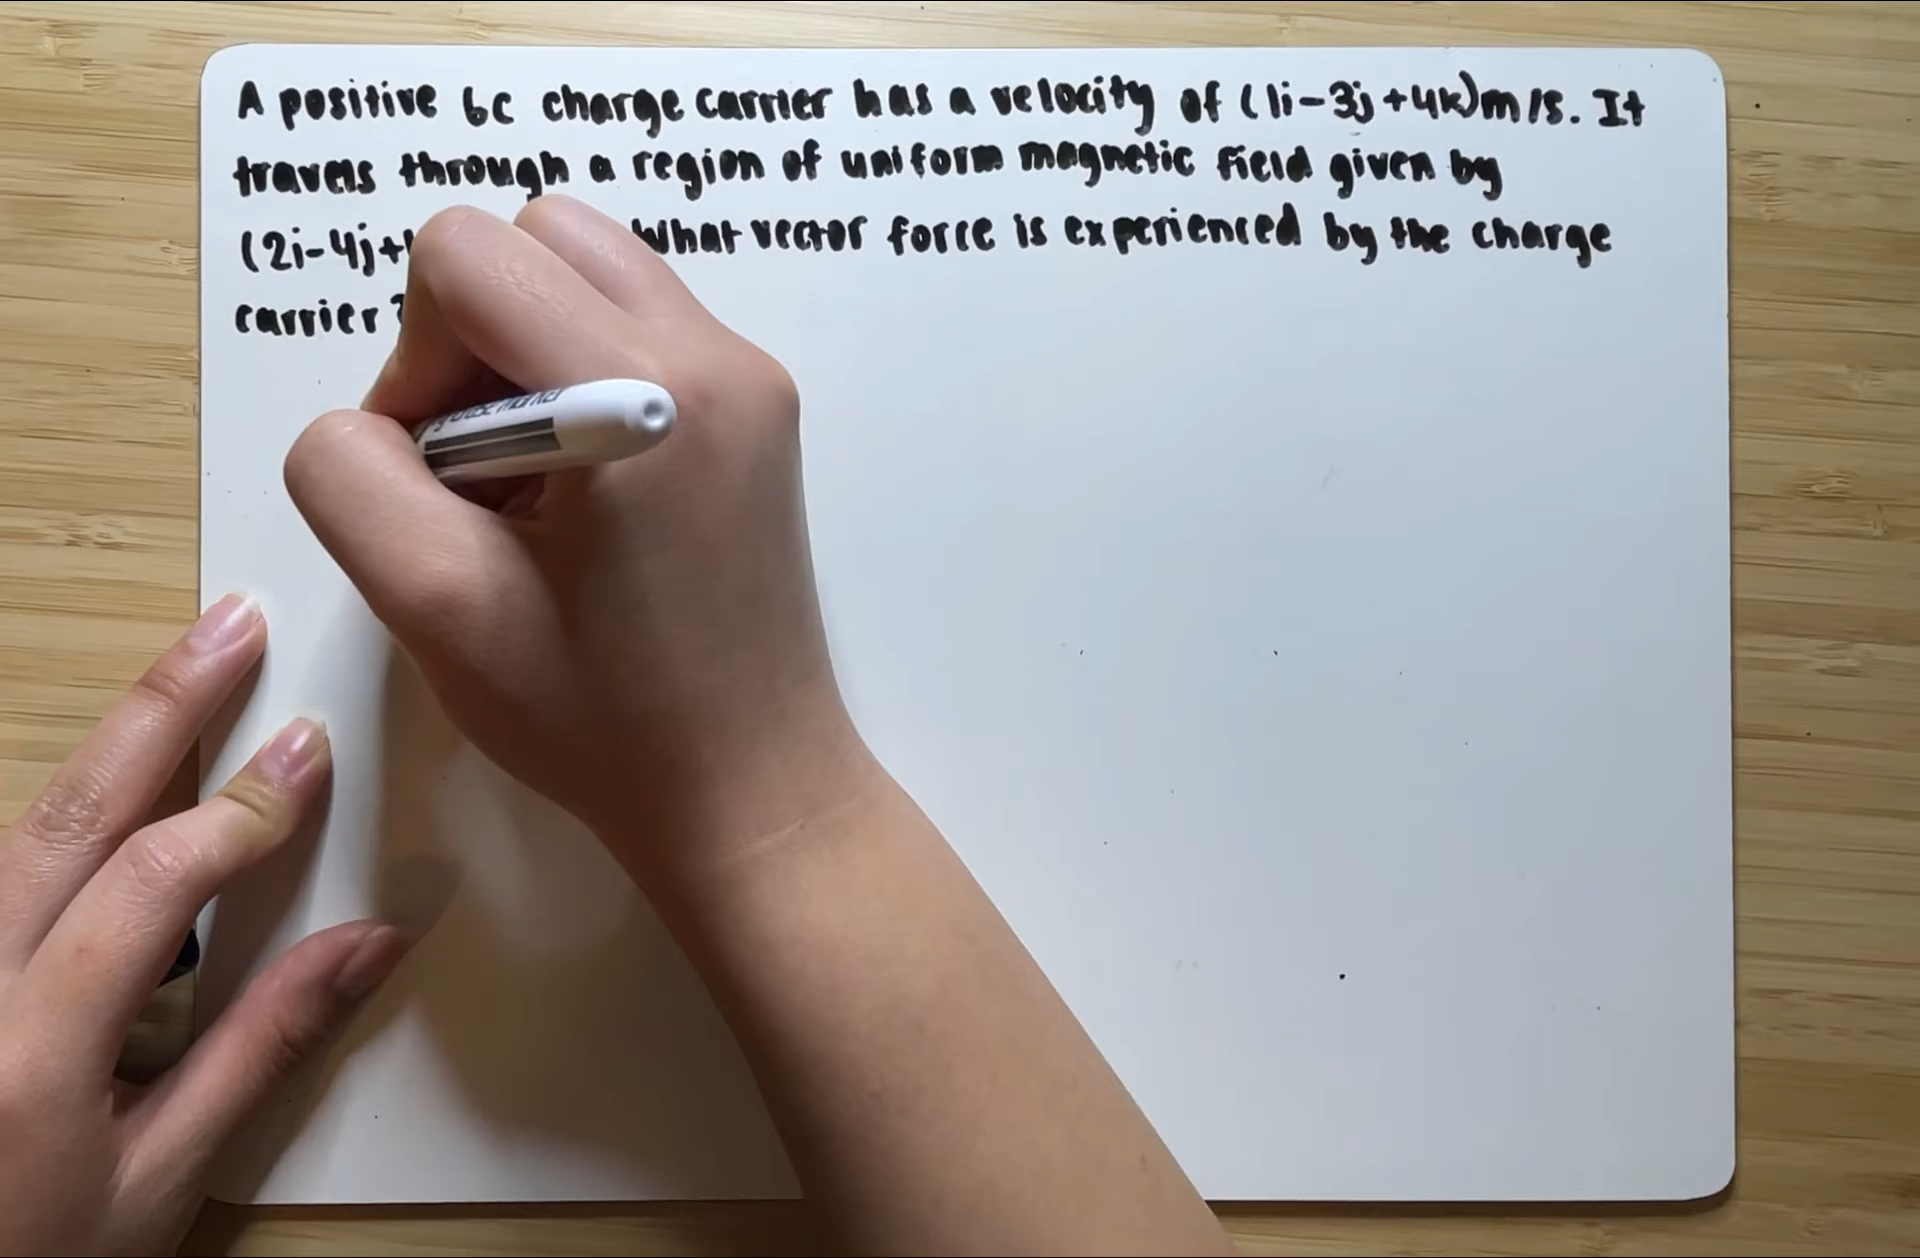 A positive 6C charge carrier has a velocity of (1i-3j+4k)m/s. It
travels through a region of uniform magnetic field given by
(2i-4j+ What vector force is experienced by the charge
carrier?